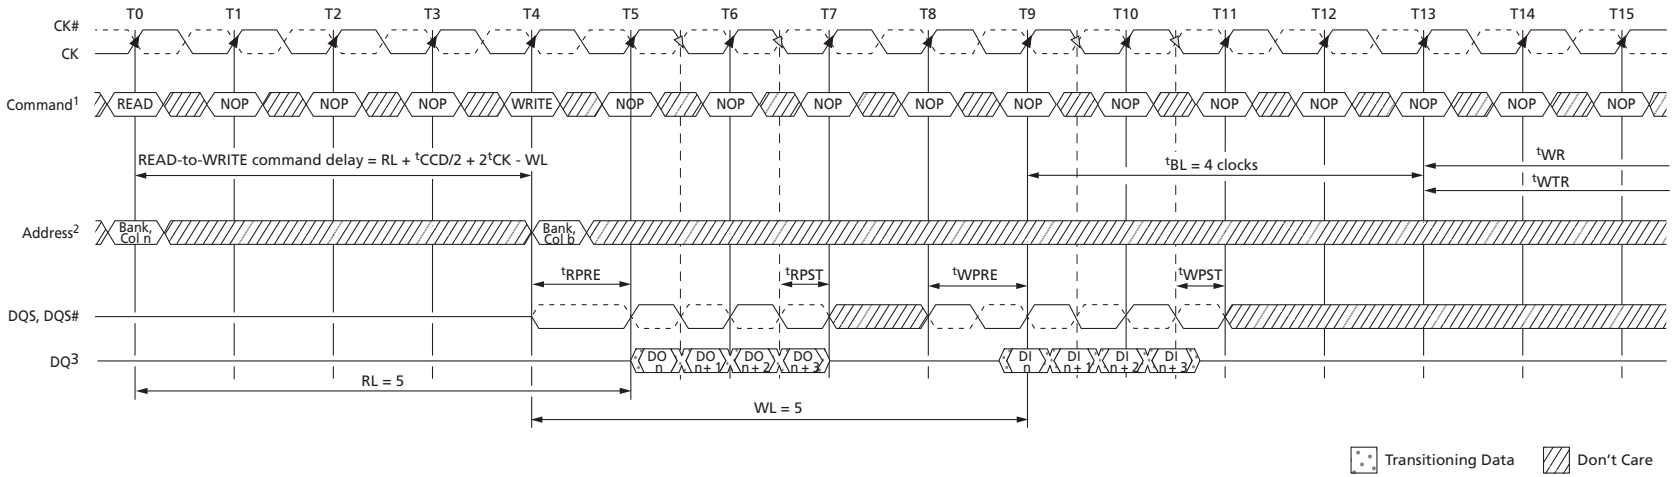 T0 T1 T2 T3 T4 T5 T6 T7 T8 T9 T10 T11 T12 T13 T14 T15
CK#
CK
Command1 READ NOP NOP NOP WRITE NOP NOP NOP NOP NOP NOP NOP NOP NOP NOP NOP
READ-to-WRITE command delay = RL + tCCD/2 + 2tCK - WL
tBL = 4 clocks
tWR
tWTR
Address2 Bank, Col n Bank, Col b
tRPRE tRPST tWPRE tWPST
DQS, DQS#
DQ3 DO n DO n + 1 DO n + 2 DO n + 3 DI n DI n + 1 DI n + 2 DI n + 3
RL = 5
WL = 5
Transitioning Data Don't Care